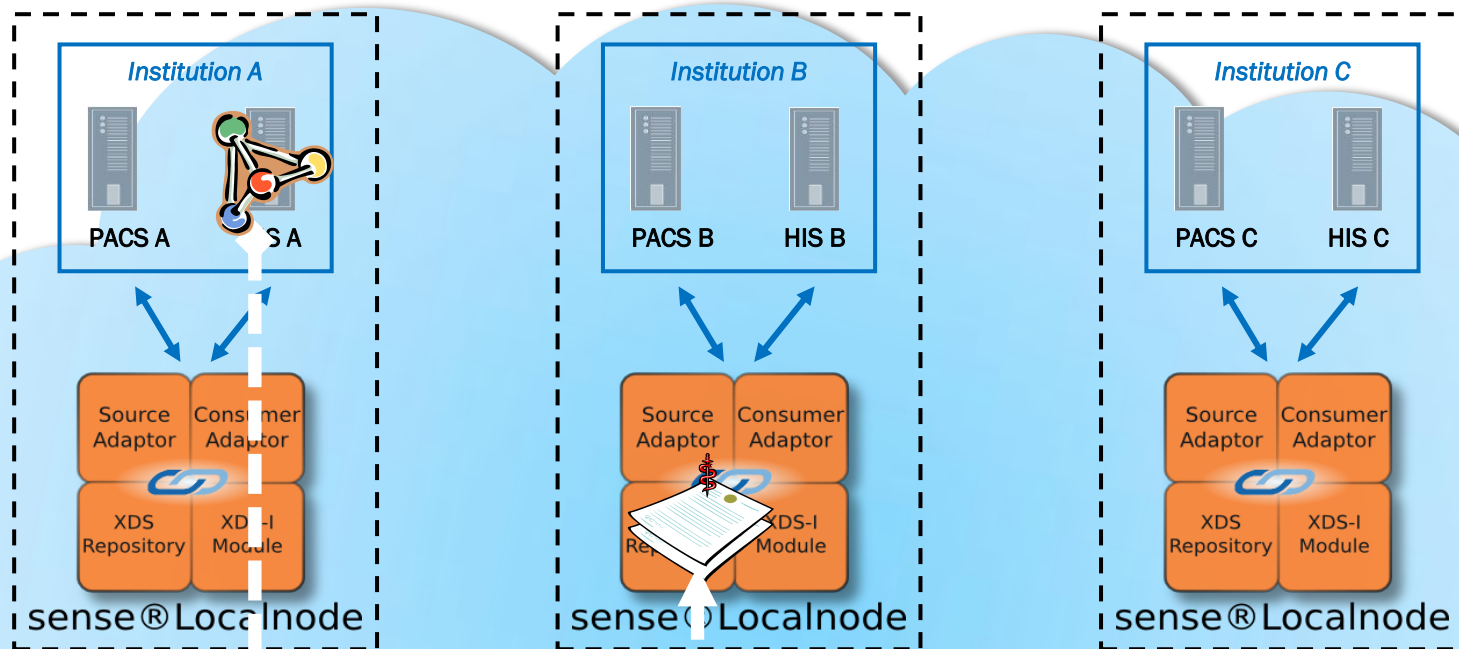 Institution A
PACS A
S A
Source
Adaptor
Consumer
Adaptor
XDS
Repository
XDS-I
Module
sense®Localnode
Institution B
PACS B
HIS B
Source
Adaptor
Consumer
Adaptor
XDS-I
Module
sense®Localnode
Institution C
PACS C
HIS C
Source
Adaptor
Consumer
Adaptor
XDS
Repository
XDS-I
Module
sense®Localnode